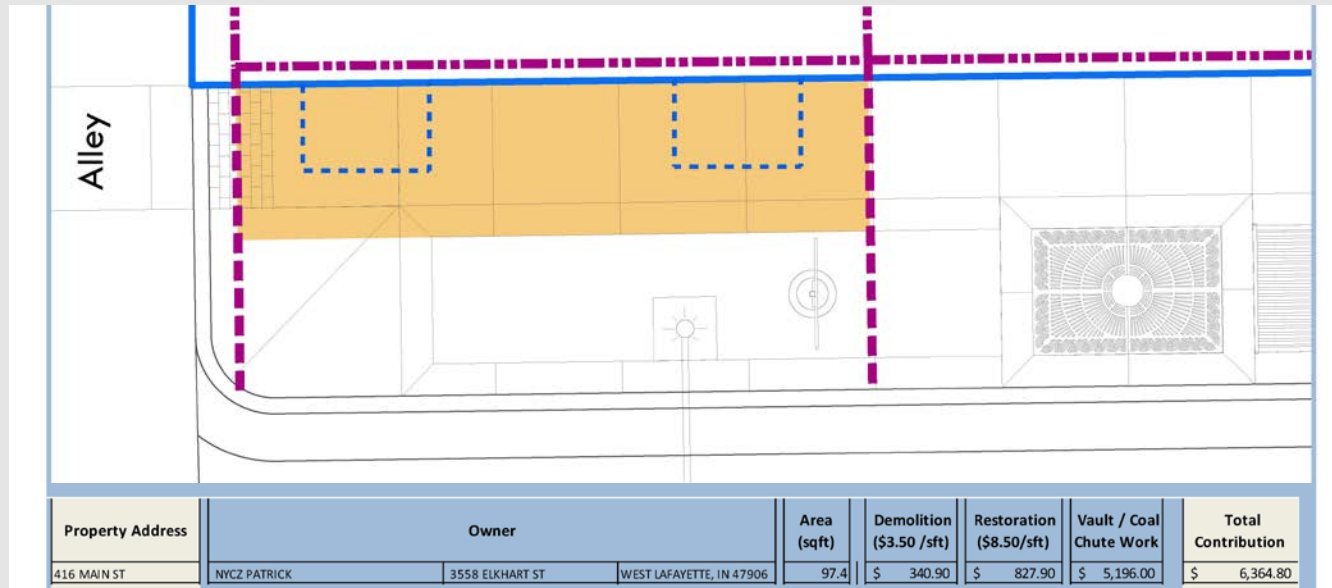 Alley
Property Address Owner Area (sqft) Demolition ($3.50 /sft) Restoration ($8.50/sft) Vault / Coal Chute Work Total Contribution
416 MAIN ST NYCZ PATRICK 3558 ELKHART ST WEST LAFAYETTE, IN 47906 97.4 $ 340.90 $ 827.90 $ 5,196.00 $ 6,364.80